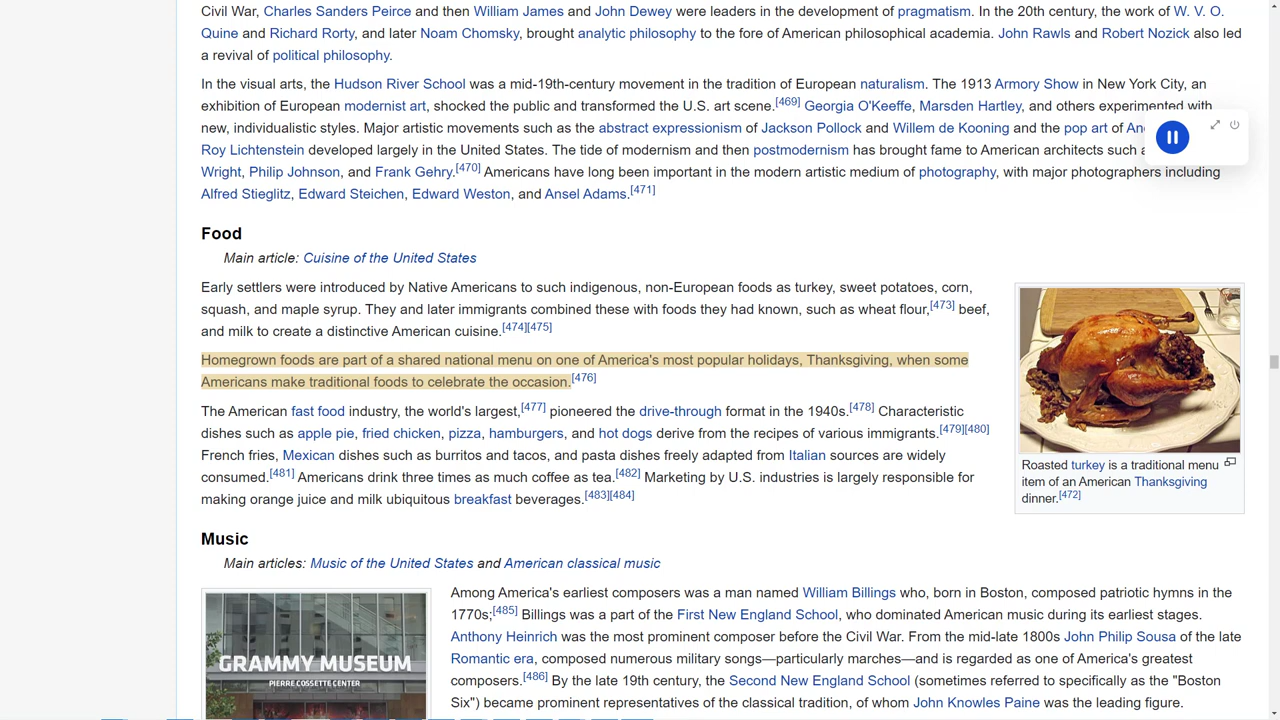 Civil War, Charles Sanders Peirce and then William James and John Dewey were leaders in the development of pragmatism. In the 20th century, the work of W. V. O.
Quine and Richard Rorty, and later Noam Chomsky, brought analytic philosophy to the fore of American philosophical academia. John Rawls and Robert Nozick also led
a revival of political philosophy.
In the visual arts, the Hudson River School was a mid-19th-century movement in the tradition of European naturalism. The 1913 Armory Show in New York City, an
exhibition of European modernist art, shocked the public and transformed the U.S. art scene.[469] Georgia O'Keeffe, Marsden Hartley, and others experimented with
new, individualistic styles. Major artistic movements such as the abstract expressionism of Jackson Pollock and Willem de Kooning and the pop art of
Roy Lichtenstein developed largely in the United States. The tide of modernism and then postmodernism has brought fame to American architects such
Wright, Philip Johnson, and Frank Gehry.[470] Americans have long been important in the modern artistic medium of photography, with major photographers including
Alfred Stieglitz, Edward Steichen, Edward Weston, and Ansel Adams.[471]
Food
Main article: Cuisine of the United States
Early settlers were introduced by Native Americans to such indigenous, non-European foods as turkey, sweet potatoes, corn,
squash, and maple syrup. They and later immigrants combined these with foods they had known, such as wheat flour,[473] beef,
and milk to create a distinctive American cuisine.[474][475]
Homegrown foods are part of a shared national menu on one of America's most popular holidays, Thanksgiving, when some
Americans make traditional foods to celebrate the occasion.[476]
The American fast food industry, the world's largest,[477] pioneered the drive-through format in the 1940s.[478] Characteristic
dishes such as apple pie, fried chicken, pizza, hamburgers, and hot dogs derive from the recipes of various immigrants.[479][480]
French fries, Mexican dishes such as burritos and tacos, and pasta dishes freely adapted from Italian sources are widely
consumed.[481] Americans drink three times as much coffee as tea.[482] Marketing by U.S. industries is largely responsible for
making orange juice and milk ubiquitous breakfast beverages.[483][484]
Roasted turkey is a traditional menu
item of an American Thanksgiving
dinner.[472]
Music
Main articles: Music of the United States and American classical music
GRAMMY MUSEUM
PIERRE COSSETTE CENTER
Among America's earliest composers was a man named William Billings who, born in Boston, composed patriotic hymns in the
1770s;[485] Billings was a part of the First New England School, who dominated American music during its earliest stages.
Anthony Heinrich was the most prominent composer before the Civil War. From the mid-late 1800s John Philip Sousa of the late
Romantic era, composed numerous military songs—particularly marches—and is regarded as one of America's greatest
composers.[486] By the late 19th century, the Second New England School (sometimes referred to specifically as the "Boston
Six") became prominent representatives of the classical tradition, of whom John Knowles Paine was the leading figure.